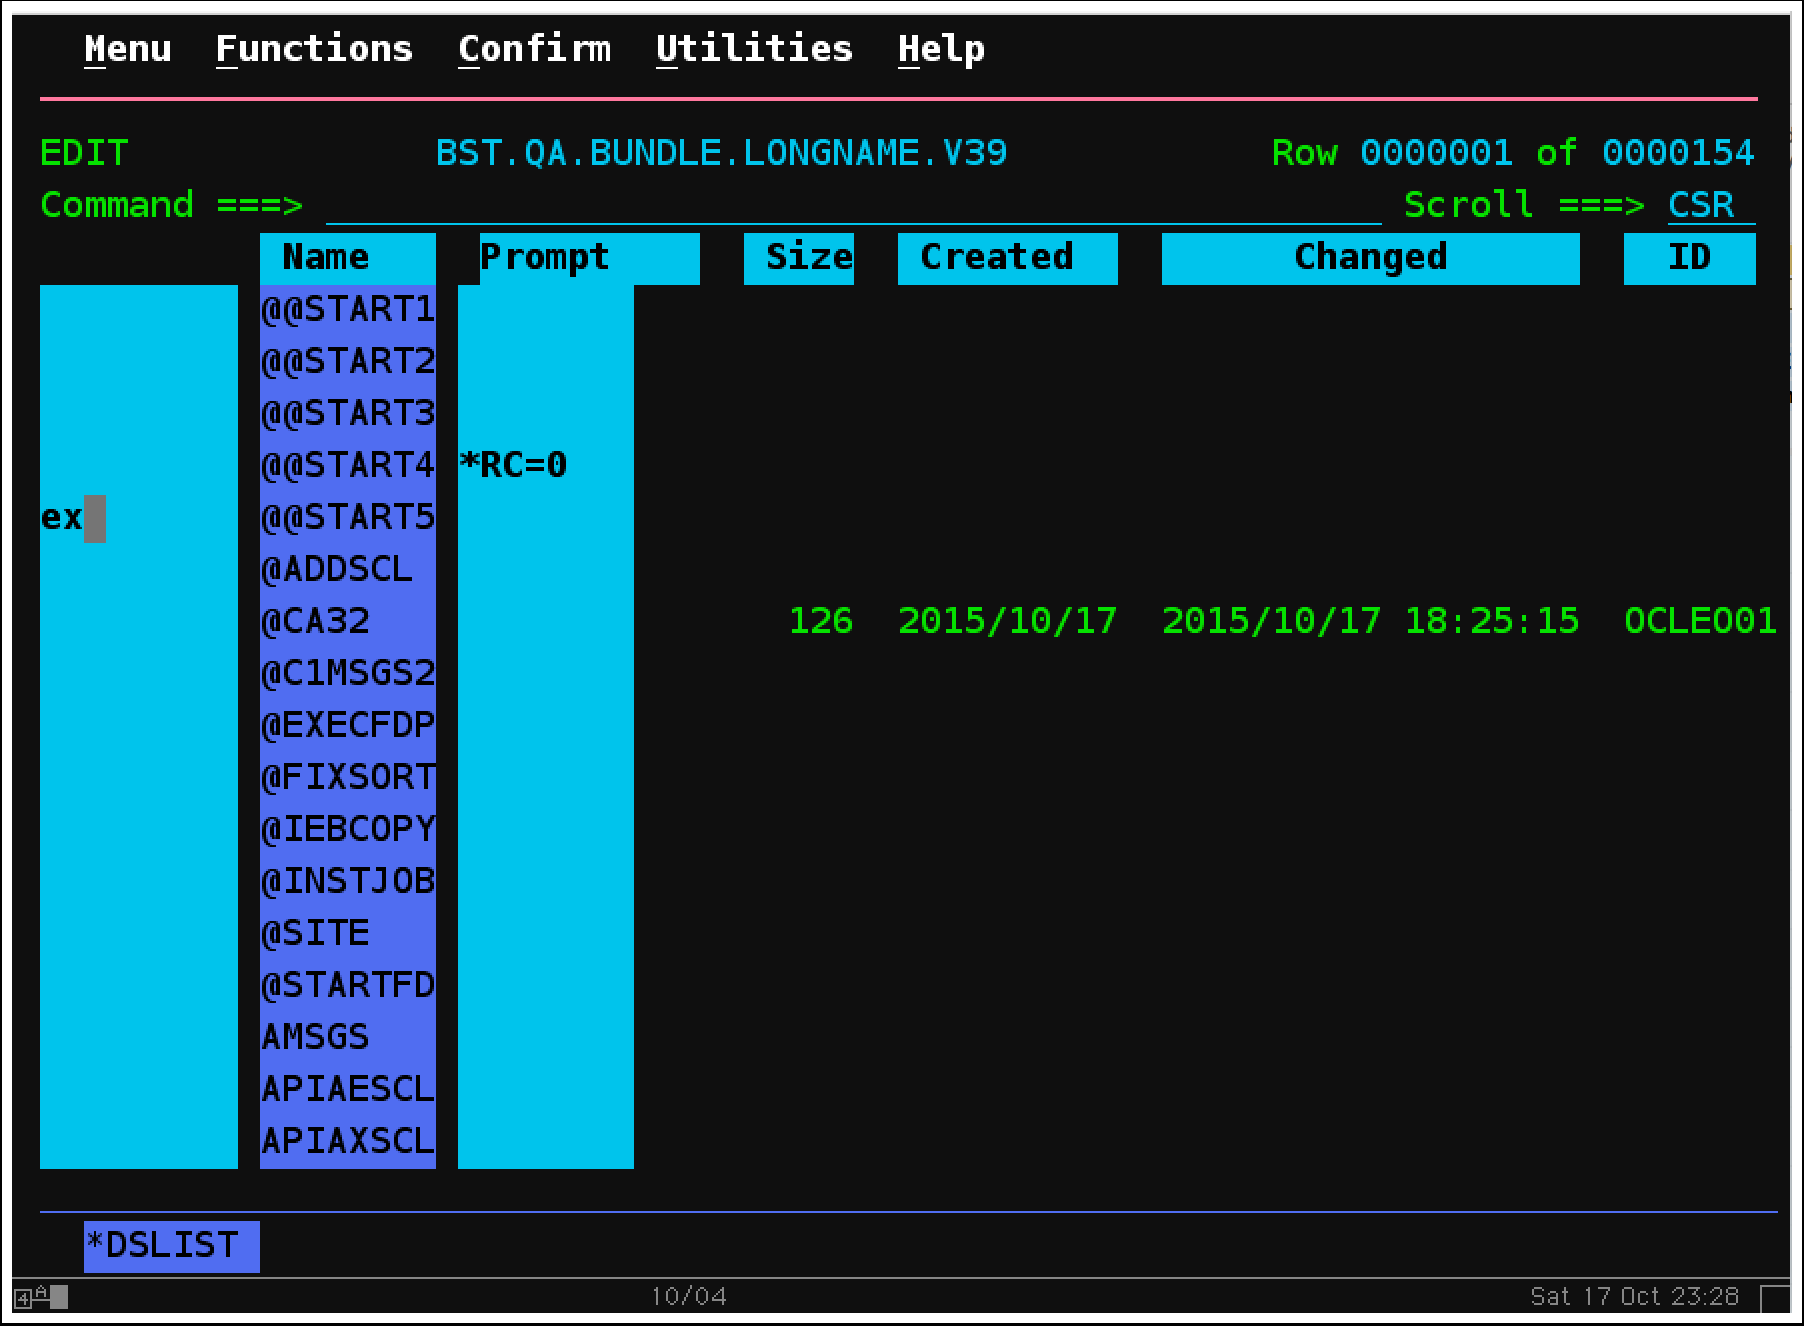 Menu Functions Confirm Utilities Help
EDIT BST.QA.BUNDLE.LONGNAME.V39 Row 0000001 of 0000154
Command ===> Scroll ===> CSR
Name Prompt Size Created Changed ID
@@START1
@@START2
@@START3
@@START4 *RC=0
ex @@START5
@ADDSCL
@CA32 126 2015/10/17 2015/10/17 18:25:15 OCLEO01
@C1MSGS2
@EXECFDP
@FIXSORT
@IEBCOPY
@INSTJOB
@SITE
@STARTFD
AMSGS
APIAESCL
APIAXSCL
*DSLIST
4 A 10/04 Sat 17 Oct 23:28